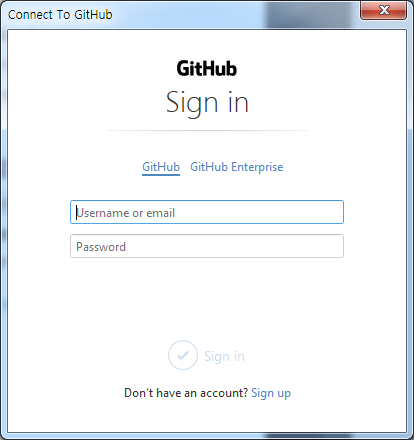 Connect To GitHub
GitHub
Sign in
GitHub GitHub Enterprise
Username or email
Password
Sign in
Don't have an account? Sign up